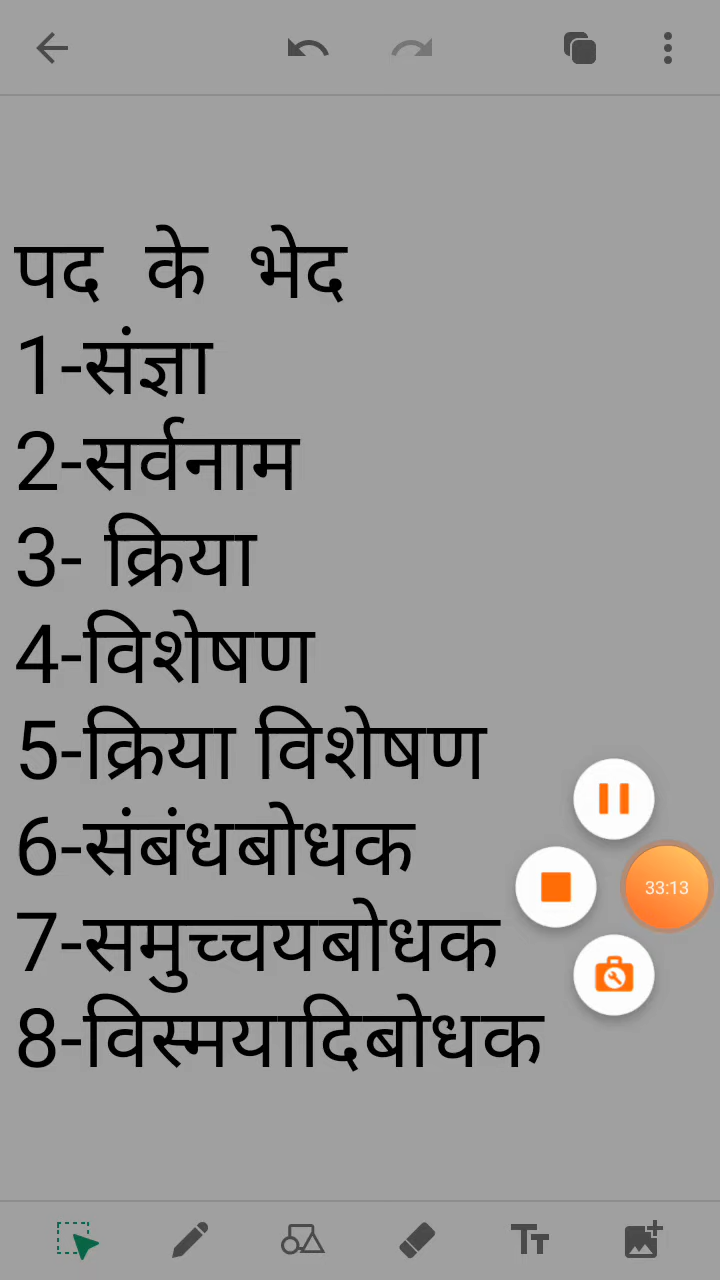 पद के भेद
1-संज्ञा
2-सर्वनाम
3- क्रिया
4-विशेषण
5-क्रिया विशेषण
6-संबंधबोधक
33:13
7-समुच्चयबोधक
8-विस्मयादिबोधक
Tт